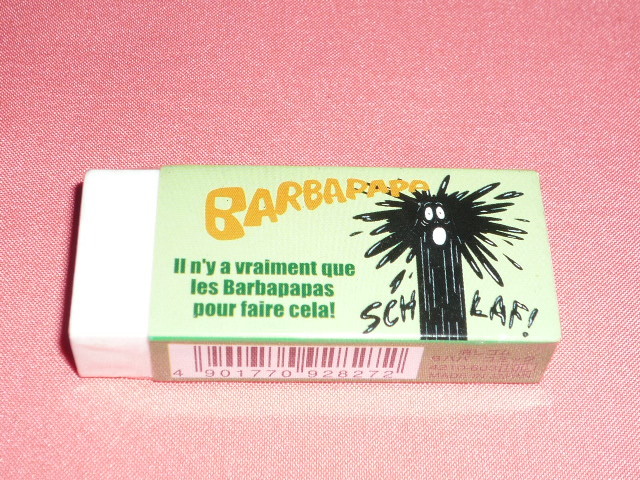 BARBAPAPA
Il n'y a vraiment que
les Barbapapas
pour faire cela!
SCH LAF!
4 901770 928272